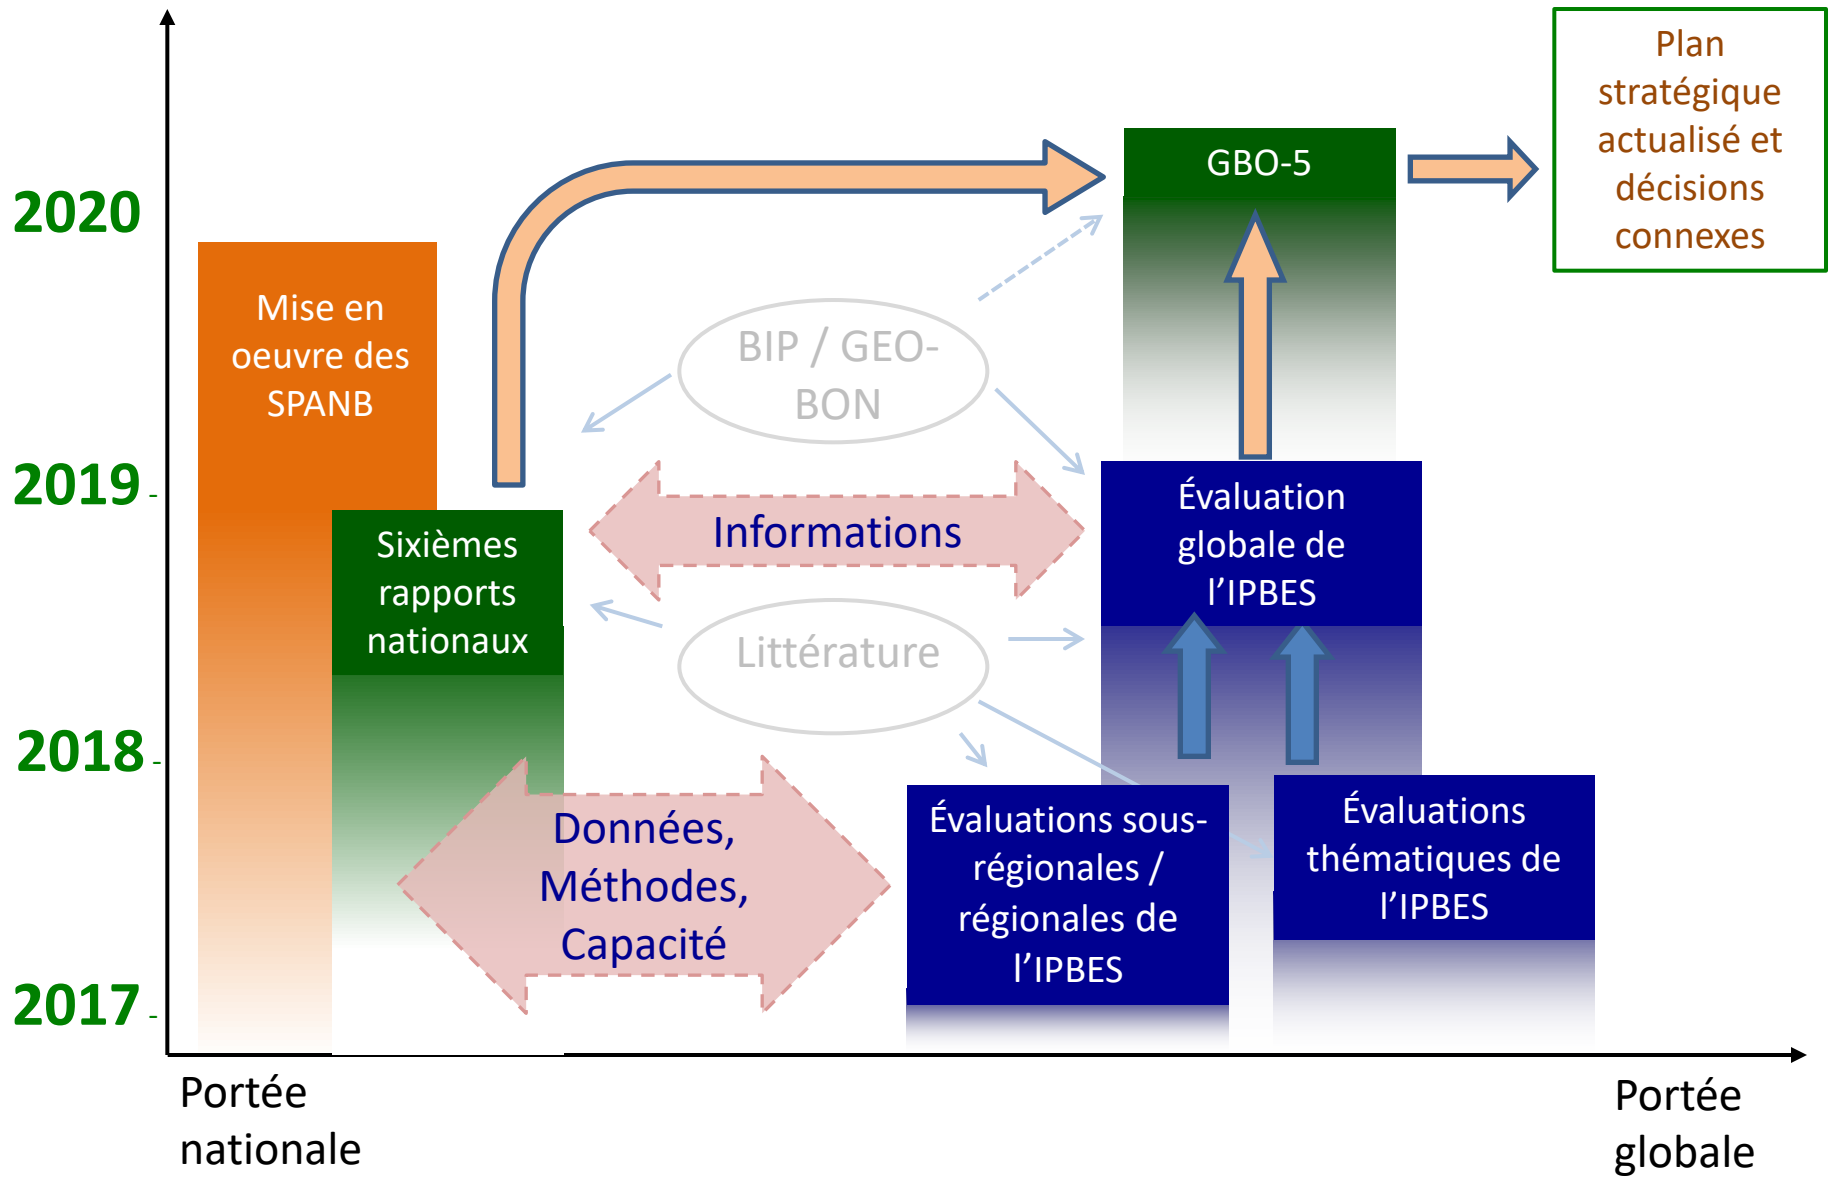 Plan
stratégique
actualisé et
décisions
connexes
GBO-5
2020
Mise en
oeuvre des
SPANB
BIP / GEO-
BON
2019
Informations
Évaluation
globale de
l’IPBES
Sixièmes
rapports
nationaux
Littérature
2018
Données,
Méthodes,
Capacité
Évaluations sous-
régionales /
régionales de
l’IPBES
Évaluations
thématiques de
l’IPBES
2017
Portée
nationale
Portée
globale